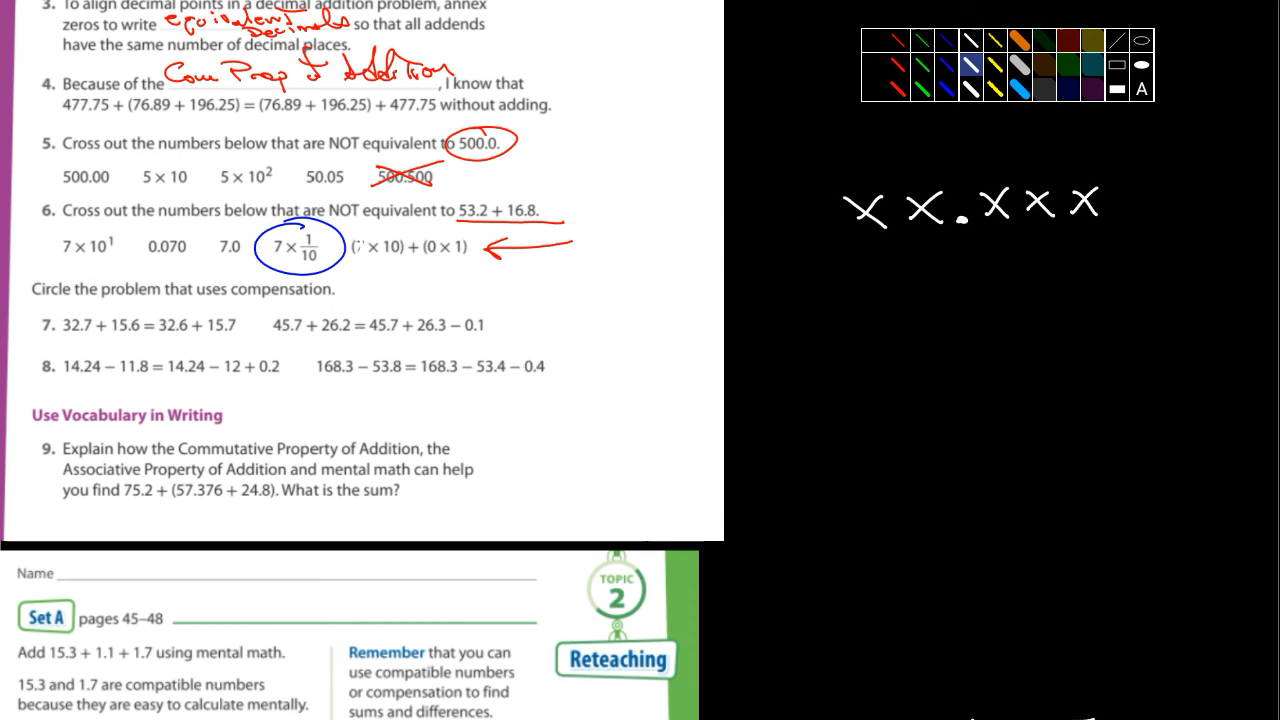 3. To align decimal points in a decimal addition problem, annex
zeros to write equivalent Decimals so that all addends
have the same number of decimal places.
4. Because of the Com Prop of Addition, I know that
477.75 + (76.89 + 196.25) = (76.89 + 196.25) + 477.75 without adding.
5. Cross out the numbers below that are NOT equivalent to 500.0.
500.00 5 × 10 5 × 10² 50.05 500.500
6. Cross out the numbers below that are NOT equivalent to 53.2 + 16.8.
7 × 10¹ 0.070 7.0 7 × 1/10 (7 × 10) + (0 × 1)
Circle the problem that uses compensation.
7. 32.7 + 15.6 = 32.6 + 15.7 45.7 + 26.2 = 45.7 + 26.3 − 0.1
8. 14.24 − 11.8 = 14.24 − 12 + 0.2 168.3 − 53.8 = 168.3 − 53.4 − 0.4
Use Vocabulary in Writing
9. Explain how the Commutative Property of Addition, the
Associative Property of Addition and mental math can help
you find 75.2 + (57.376 + 24.8). What is the sum?
Name
TOPIC
2
Set A pages 45–48
Reteaching
Add 15.3 + 1.1 + 1.7 using mental math.
15.3 and 1.7 are compatible numbers
because they are easy to calculate mentally.
Remember that you can
use compatible numbers
or compensation to find
sums and differences.
A
x x . x x x